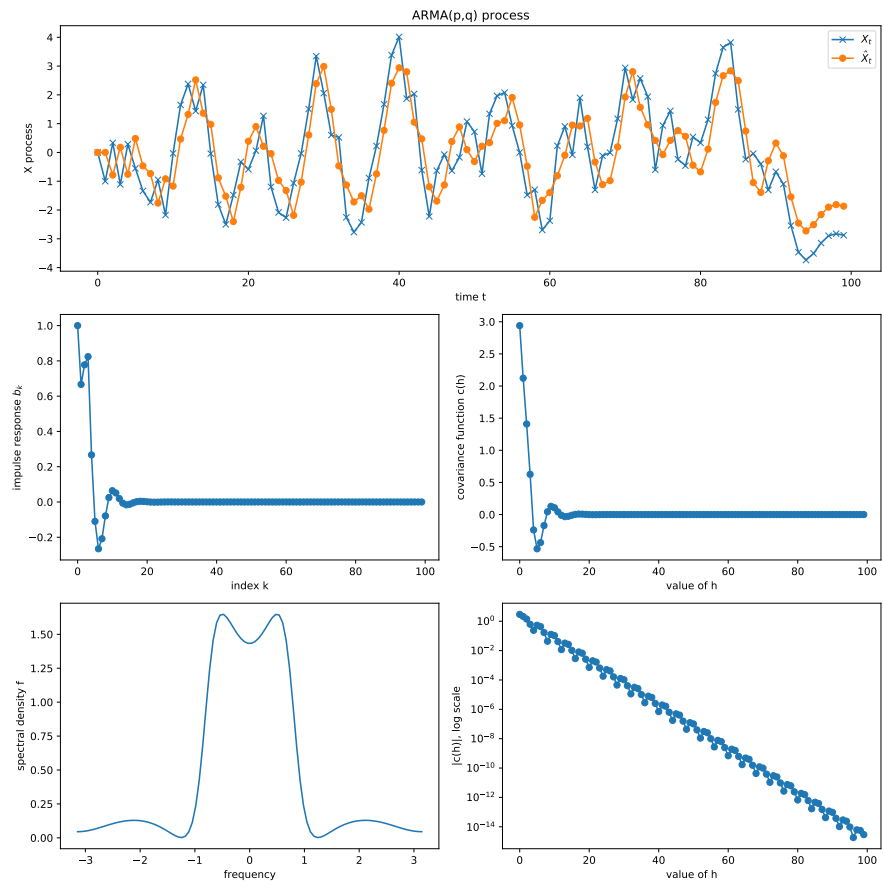 ARMA(p,q) process
X process
4
3
2
1
0
−1
−2
−3
−4
X_t
X̂_t
0 20 40 60 80 100
time t
impulse response b_k
1.0
0.8
0.6
0.4
0.2
0.0
−0.2
0 20 40 60 80 100
index k
covariance function c(h)
3.0
2.5
2.0
1.5
1.0
0.5
0.0
−0.5
0 20 40 60 80 100
value of h
spectral density f
1.50
1.25
1.00
0.75
0.50
0.25
0.00
−3 −2 −1 0 1 2 3
frequency
|c(h)|, log scale
10^0
10^−2
10^−4
10^−6
10^−8
10^−10
10^−12
10^−14
0 20 40 60 80 100
value of h